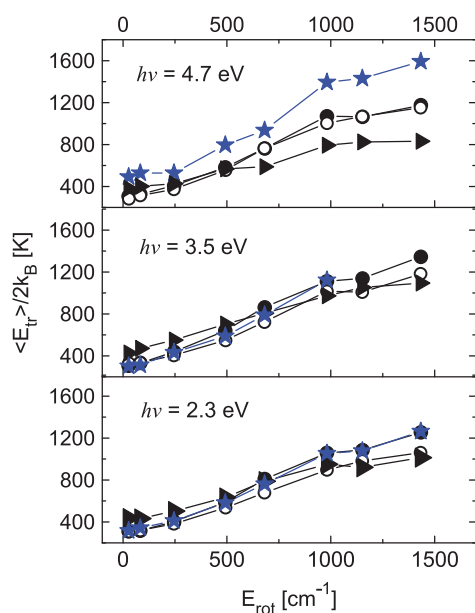 0 500 1000 1500
1600
hν = 4.7 eV
1200
800
400
1600
hν = 3.5 eV
1200
800
400
<E_tr>/2k_B [K]
1600
hν = 2.3 eV
1200
800
400
0 500 1000 1500
E_rot [cm⁻¹]